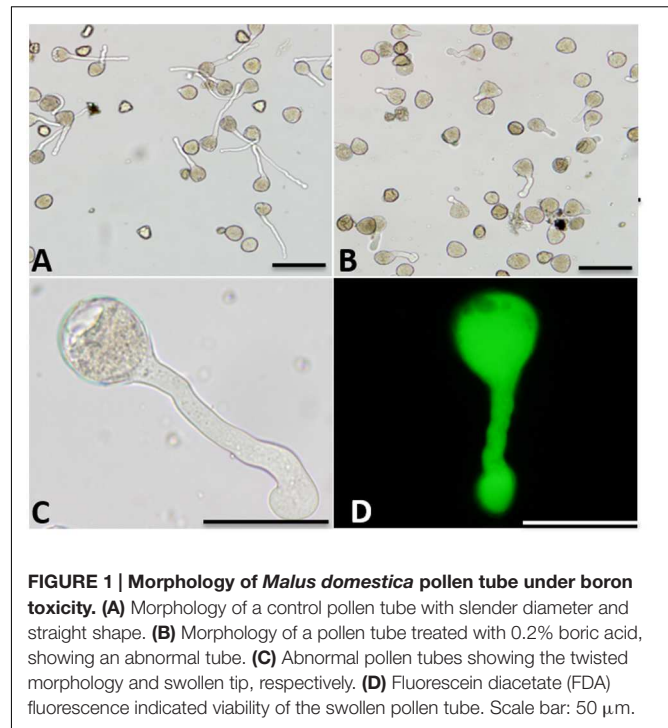 A
B
C
D
FIGURE 1 | Morphology of Malus domestica pollen tube under boron
toxicity. (A) Morphology of a control pollen tube with slender diameter and
straight shape. (B) Morphology of a pollen tube treated with 0.2% boric acid,
showing an abnormal tube. (C) Abnormal pollen tubes showing the twisted
morphology and swollen tip, respectively. (D) Fluorescein diacetate (FDA)
fluorescence indicated viability of the swollen pollen tube. Scale bar: 50 μm.